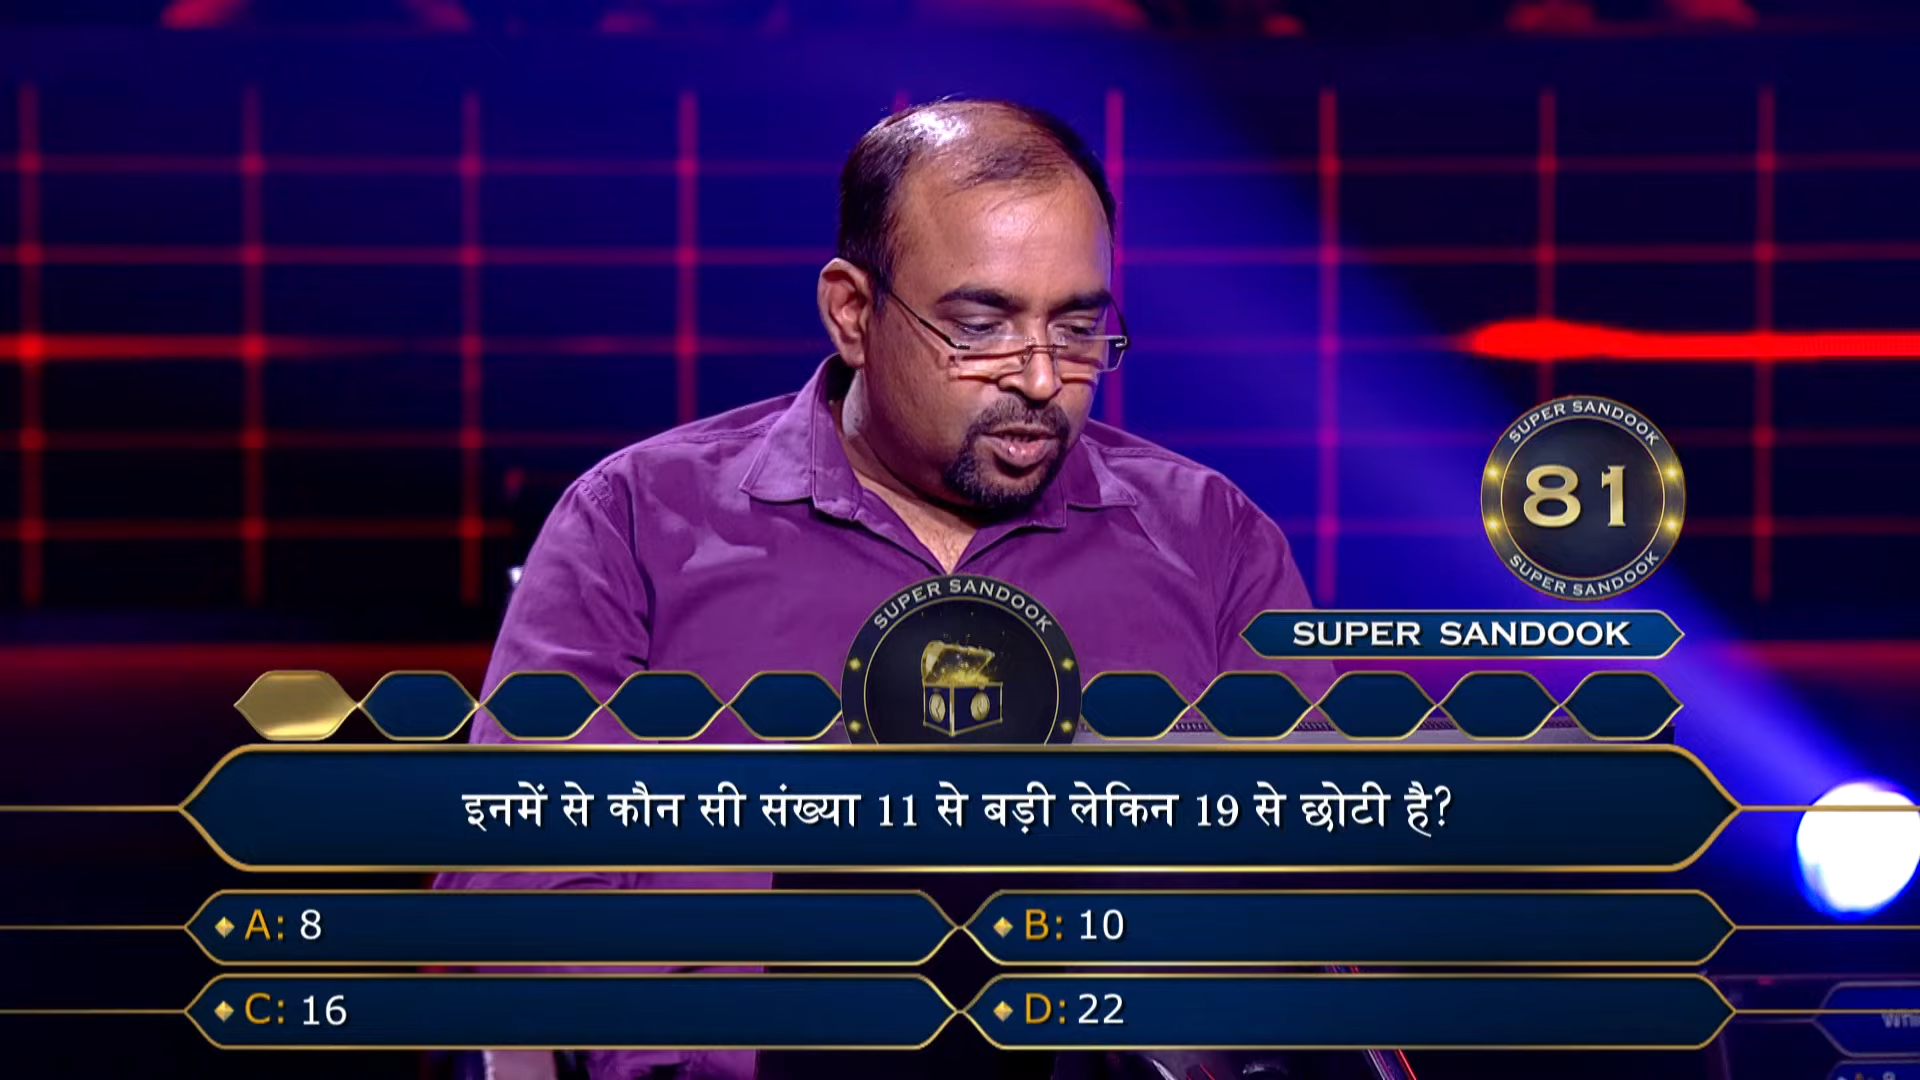 SUPER SANDOOK
81
SUPER SANDOOK
SUPER SANDOOK
SUPER SANDOOK
इनमें से कौन सी संख्या 11 से बड़ी लेकिन 19 से छोटी है?
A: 8
B: 10
C: 16
D: 22